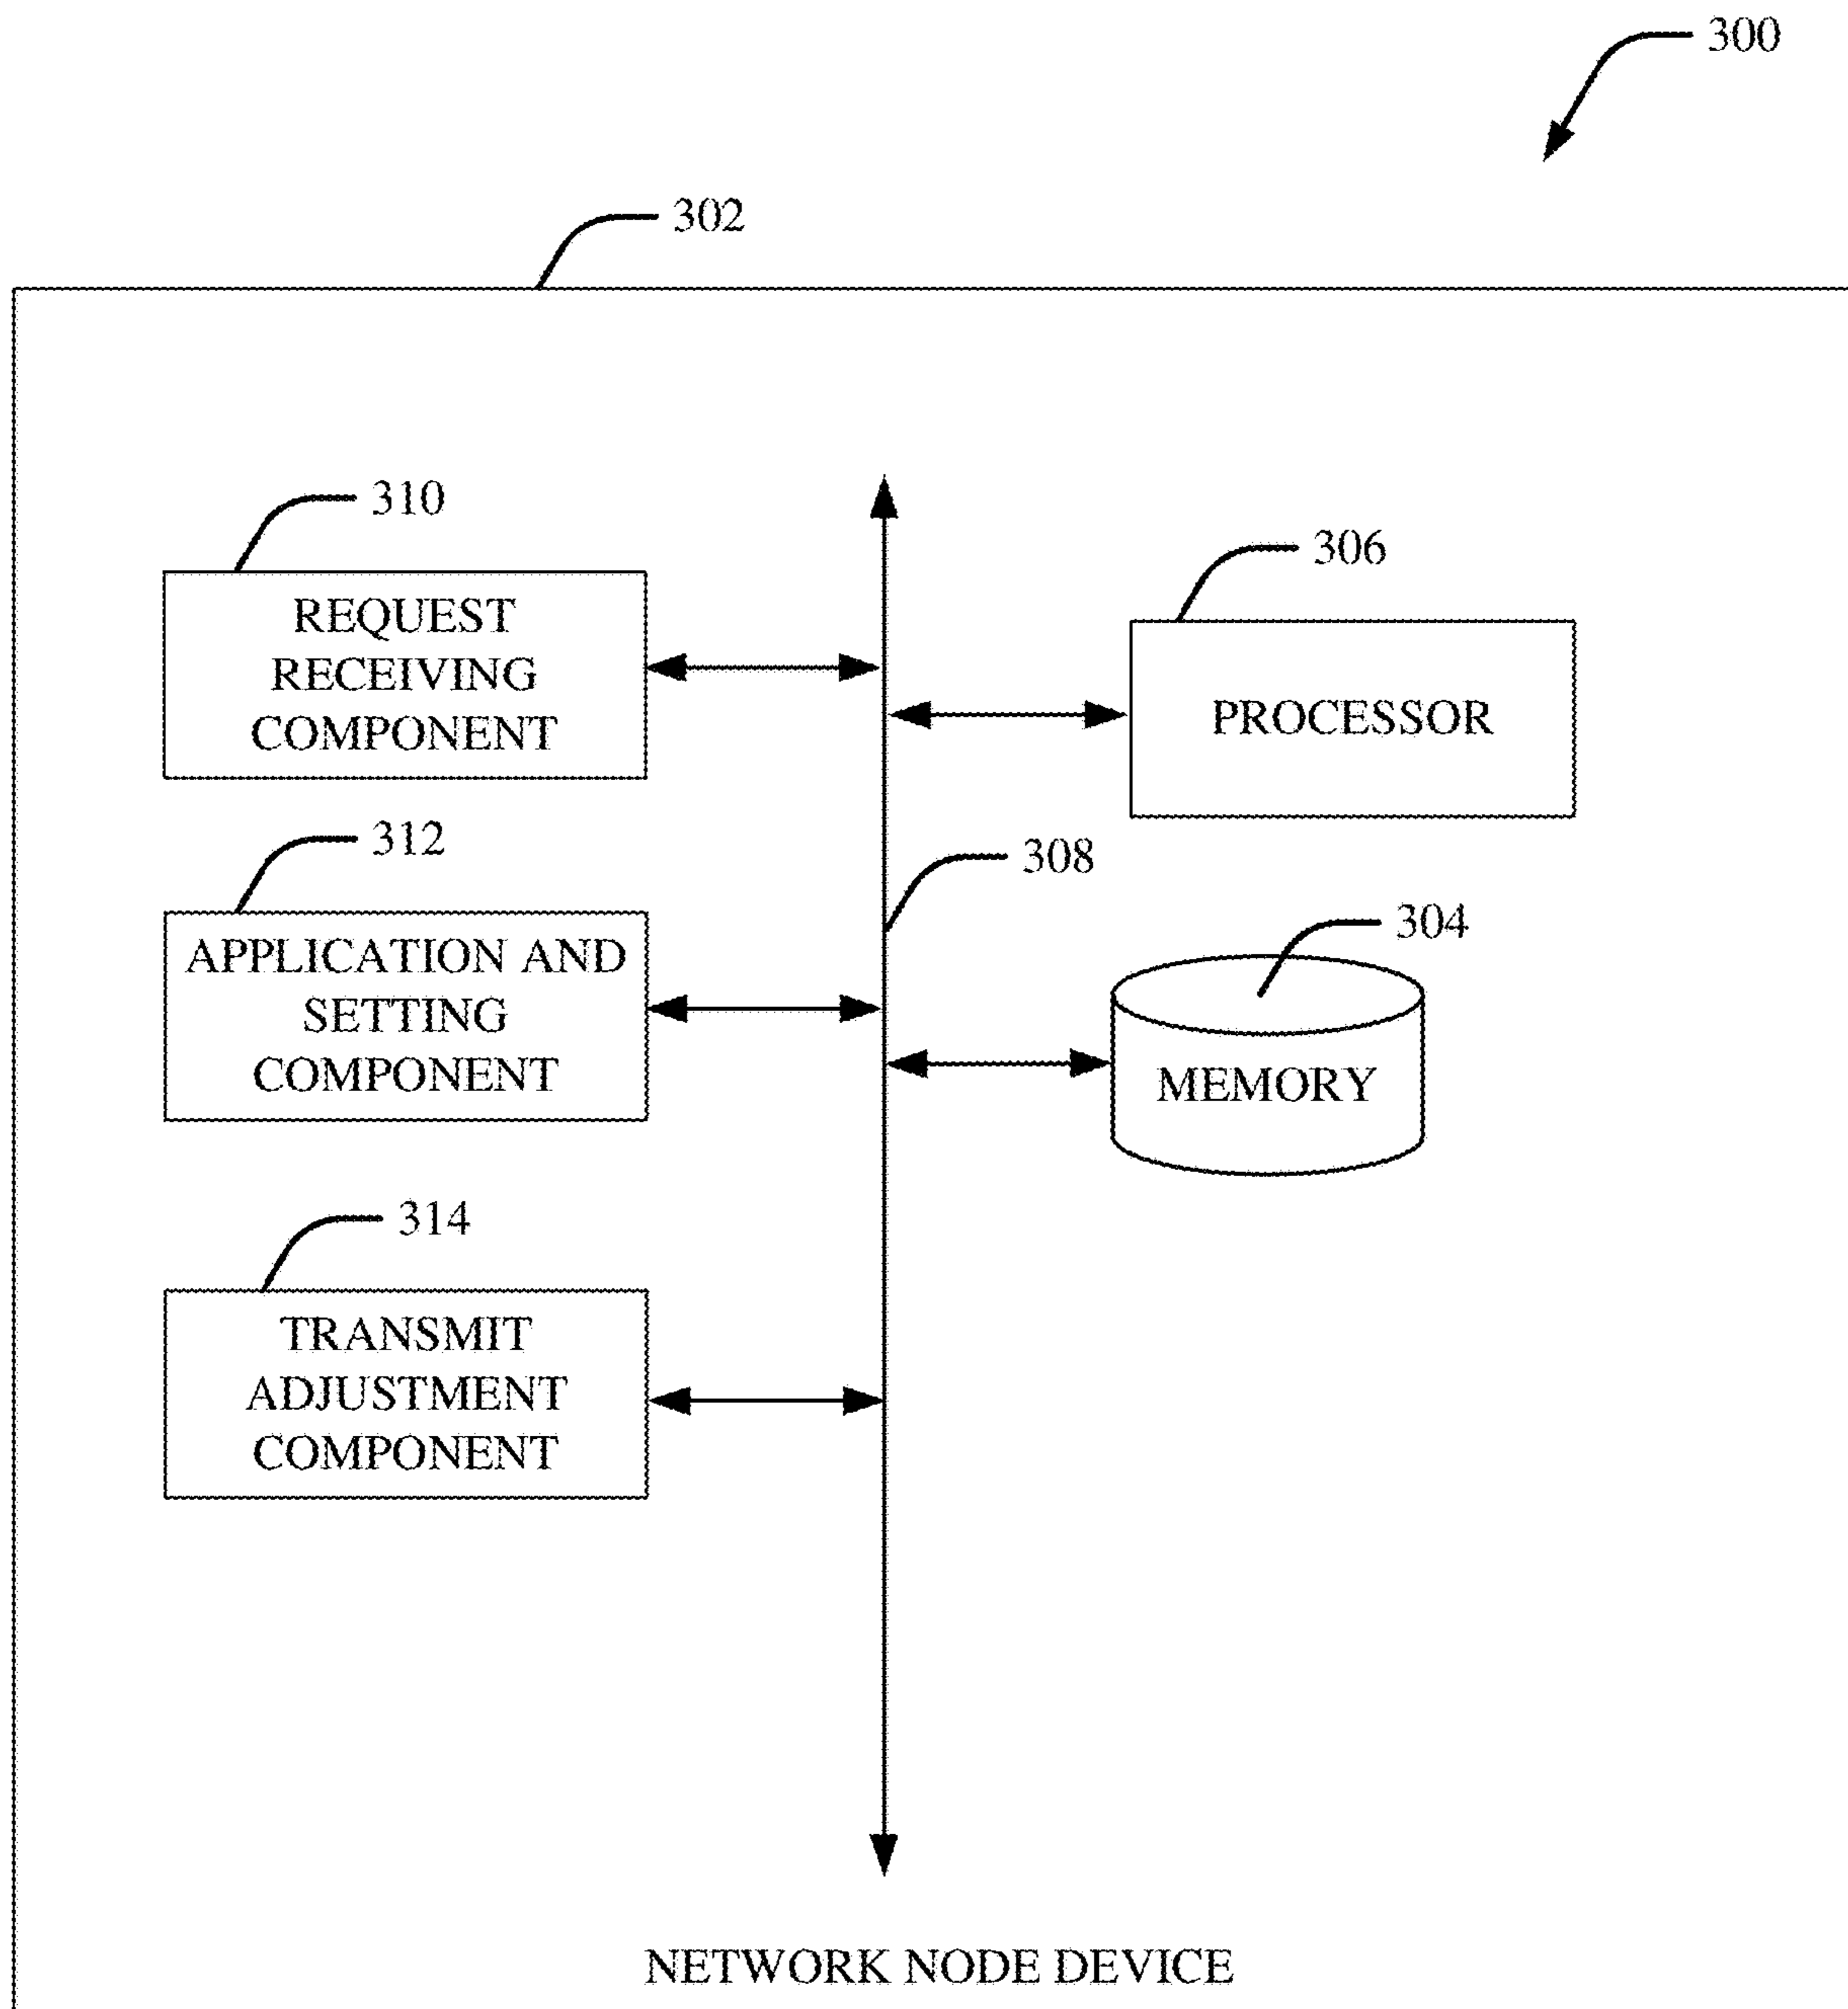 300
302
310
REQUEST
RECEIVING
COMPONENT
306
PROCESSOR
312
APPLICATION AND
SETTING
COMPONENT
308
304
MEMORY
314
TRANSMIT
ADJUSTMENT
COMPONENT
NETWORK NODE DEVICE